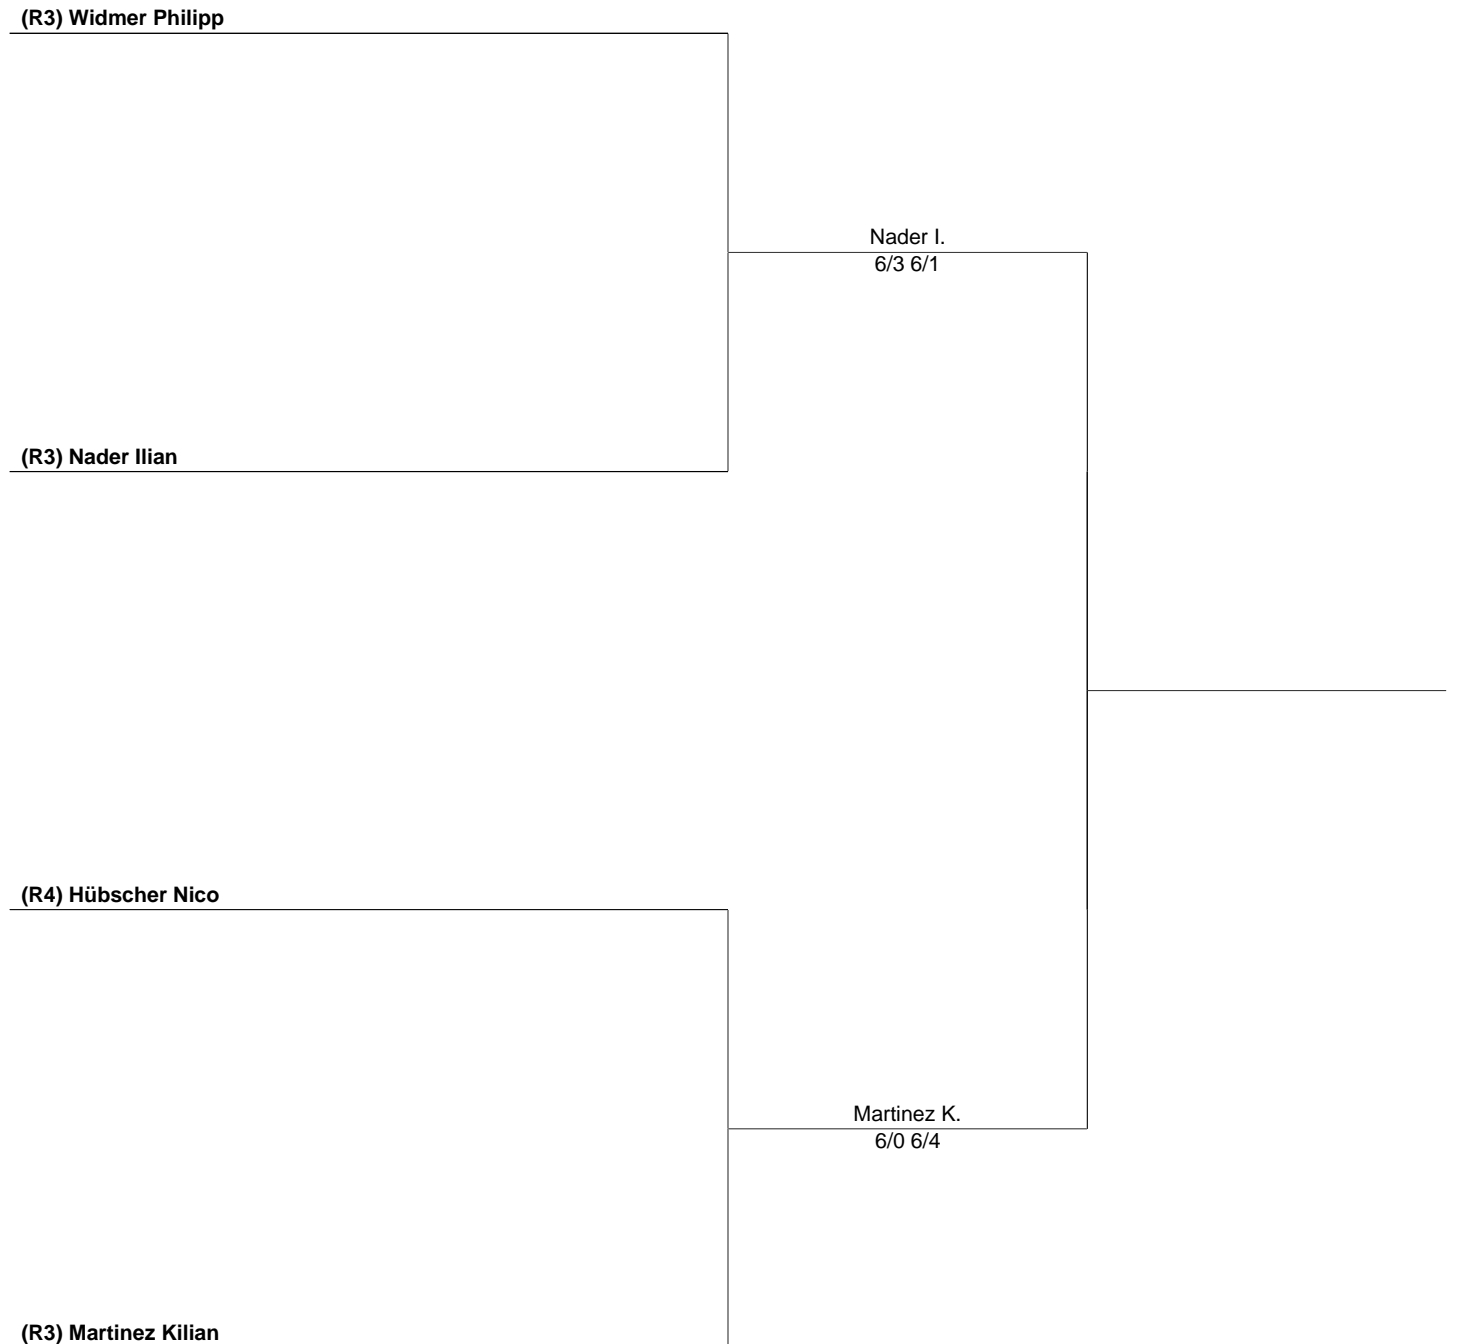 (R3) Widmer Philipp
Nader I.
6/3 6/1
(R3) Nader Ilian
(R4) Hübscher Nico
Martinez K.
6/0 6/4
(R3) Martinez Kilian